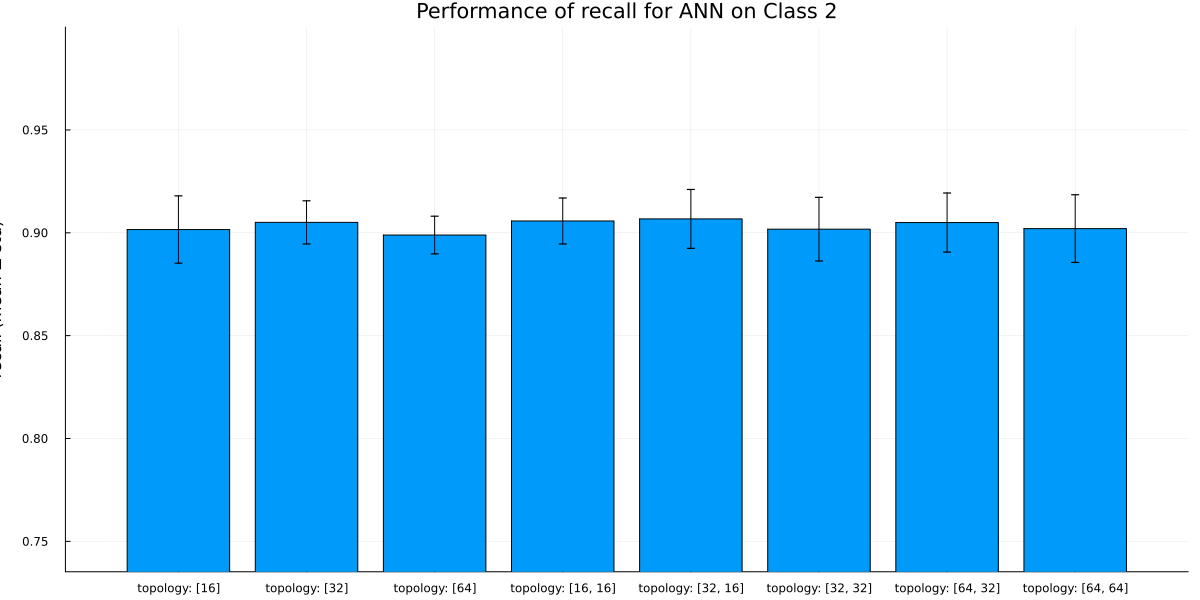 Performance of recall for ANN on Class 2
0.95
0.90
0.85
0.80
0.75
topology: [16] topology: [32] topology: [64] topology: [16, 16] topology: [32, 16] topology: [32, 32] topology: [64, 32] topology: [64, 64]